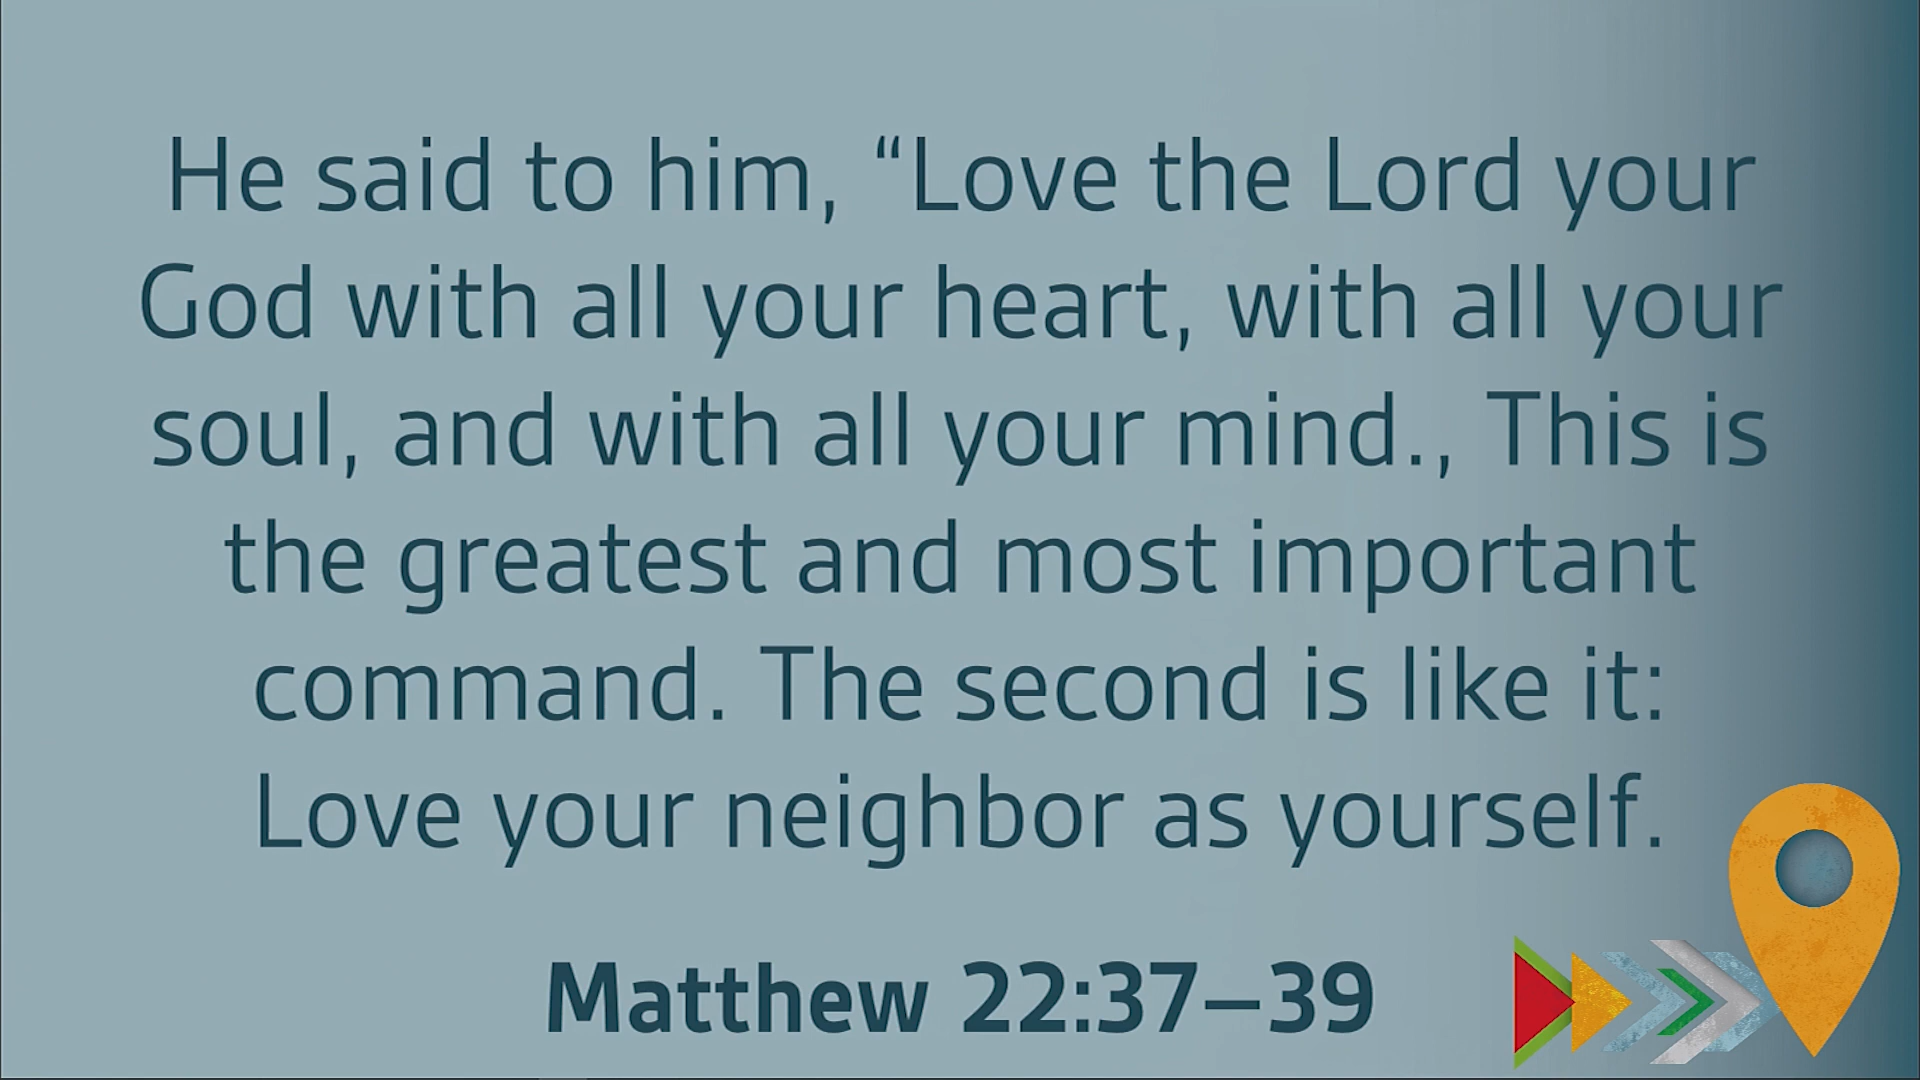 He said to him, “Love the Lord your
God with all your heart, with all your
soul, and with all your mind., This is
the greatest and most important
command. The second is like it:
Love your neighbor as yourself.
Matthew 22:37–39